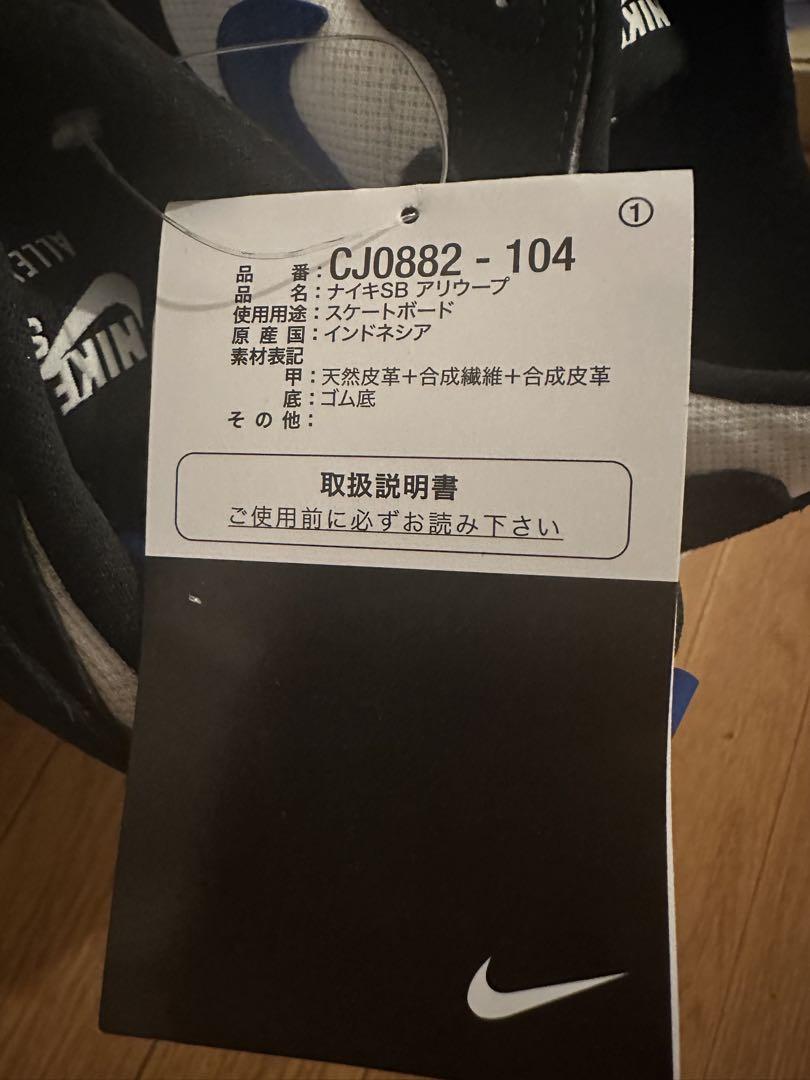 ①
品 番：CJ0882 - 104
品 名：ナイキSB アリウープ
使用用途：スケートボード
原 産 国：インドネシア
素材表記
甲：天然皮革＋合成繊維＋合成皮革
底：ゴム底
そ の 他：
取扱説明書
ご使用前に必ずお読み下さい
NIKE
NIKE